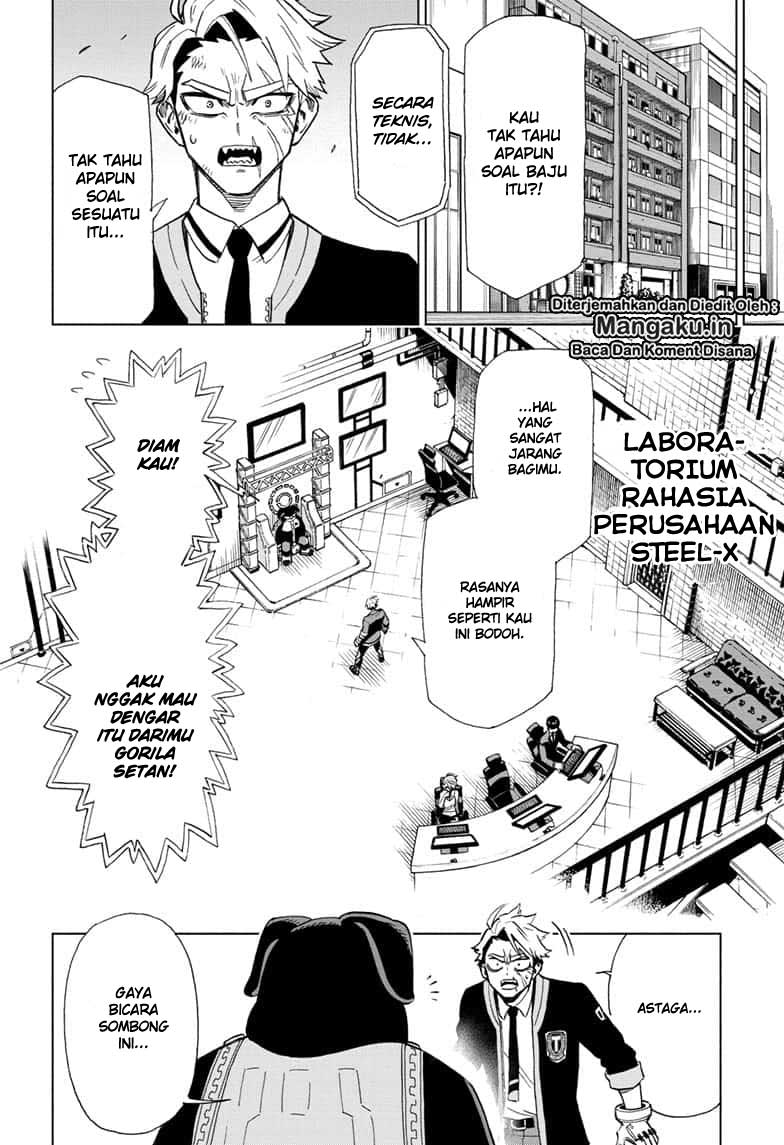 KAU
TAK TAHU
APAPUN
SOAL BAJU
ITU?!
SECARA
TEKNIS,
TIDAK...
TAK TAHU
APAPUN
SOAL
SESUATU
ITU...
Diterjemahkan dan Diedit Oleh :
Mangaku.in
Baca Dan Koment Disana
LABORA-
TORIUM
RAHASIA
PERUSAHAAN
STEEL-X
...HAL
YANG
SANGAT
JARANG
BAGIMU.
RASANYA
HAMPIR
SEPERTI KAU
INI BODOH.
DIAM
KAU!
AKU
NGGAK MAU
DENGAR
ITU DARIMU
GORILA
SETAN!
ASTAGA...
GAYA
BICARA
SOMBONG
INI...